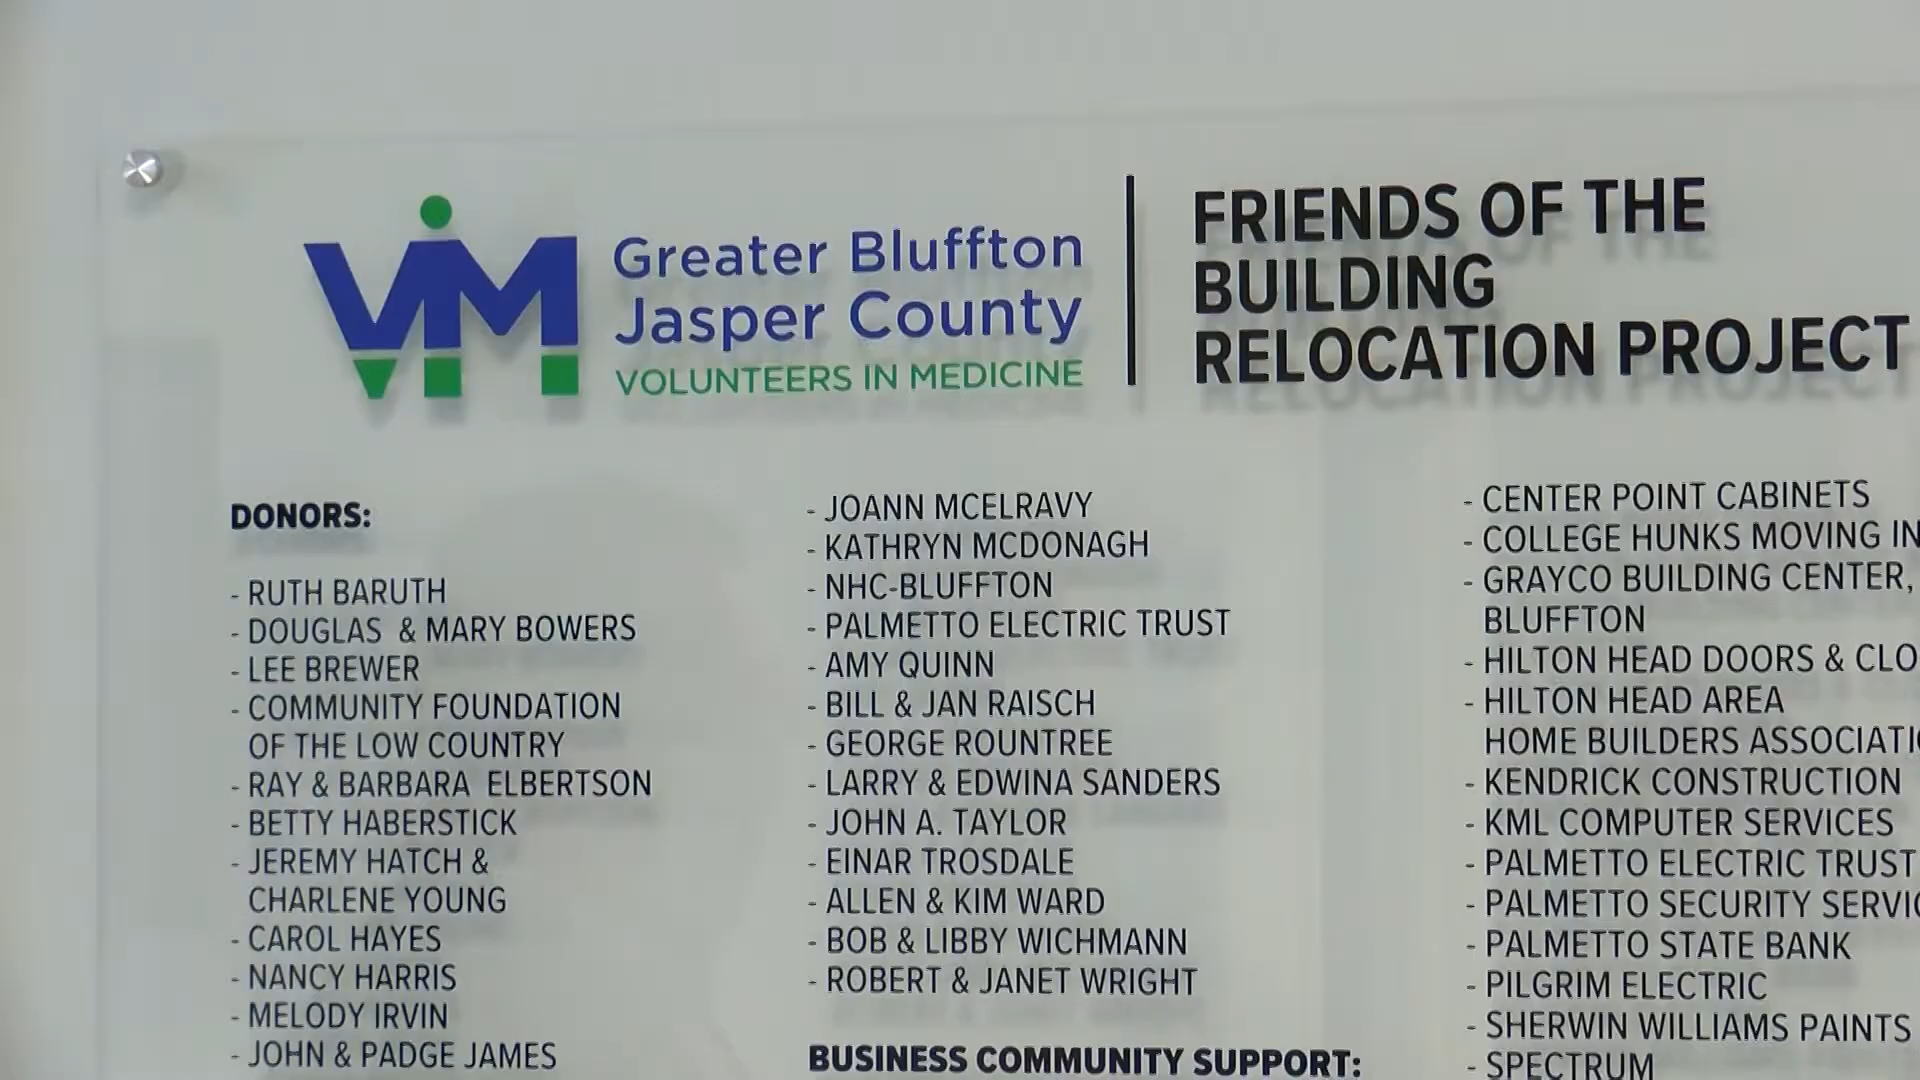 VIM
Greater Bluffton
Jasper County
VOLUNTEERS IN MEDICINE
FRIENDS OF THE
BUILDING
RELOCATION PROJECT
DONORS:
- RUTH BARUTH
- DOUGLAS & MARY BOWERS
- LEE BREWER
- COMMUNITY FOUNDATION
OF THE LOW COUNTRY
- RAY & BARBARA ELBERTSON
- BETTY HABERSTICK
- JEREMY HATCH &
CHARLENE YOUNG
- CAROL HAYES
- NANCY HARRIS
- MELODY IRVIN
- JOHN & PADGE JAMES
- JOANN MCELRAVY
- KATHRYN MCDONAGH
- NHC-BLUFFTON
- PALMETTO ELECTRIC TRUST
- AMY QUINN
- BILL & JAN RAISCH
- GEORGE ROUNTREE
- LARRY & EDWINA SANDERS
- JOHN A. TAYLOR
- EINAR TROSDALE
- ALLEN & KIM WARD
- BOB & LIBBY WICHMANN
- ROBERT & JANET WRIGHT
BUSINESS COMMUNITY SUPPORT:
- CENTER POINT CABINETS
- COLLEGE HUNKS MOVING
- GRAYCO BUILDING CENTER,
BLUFFTON
- HILTON HEAD DOORS &
- HILTON HEAD AREA
HOME BUILDERS
- KENDRICK CONSTRUCTION
- KML COMPUTER SERVICES
- PALMETTO ELECTRIC TRUST
- PALMETTO SECURITY
- PALMETTO STATE BANK
- PILGRIM ELECTRIC
- SHERWIN WILLIAMS PAINTS
- SPECTRUM